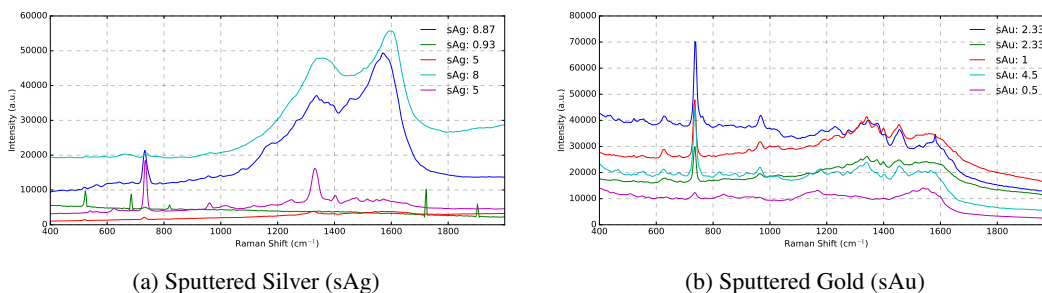 60000
50000
40000
30000
20000
10000
0
Intensity (a.u.)
400 600 800 1000 1200 1400 1600 1800
Raman Shift (cm⁻¹)
sAg: 8.87
sAg: 0.93
sAg: 5
sAg: 8
sAg: 5
(a) Sputtered Silver (sAg)
80000
70000
60000
50000
40000
30000
20000
10000
0
Intensity (a.u.)
400 600 800 1000 1200 1400 1600 1800
Raman Shift (cm⁻¹)
sAu: 2.33
sAu: 2.33
sAu: 1
sAu: 4.5
sAu: 0.5
(b) Sputtered Gold (sAu)